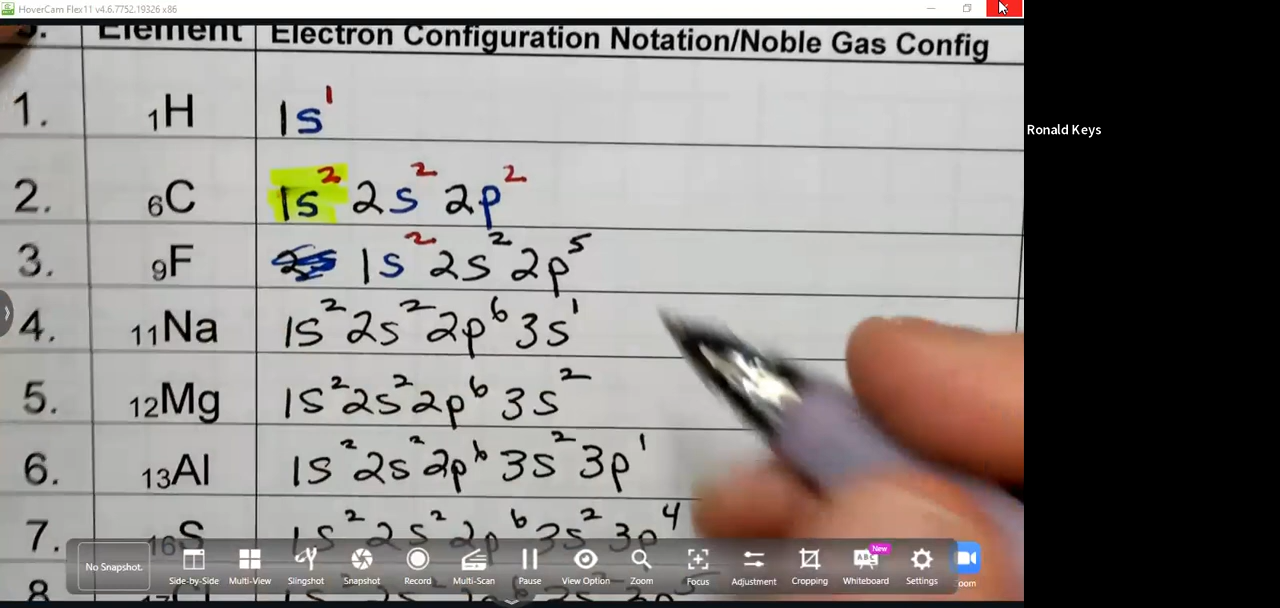 HoverCam Flex11 v4.6.7752.19326 x86
Element Electron Configuration Notation/Noble Gas Config
1. ₁H 1s¹
Ronald Keys
2. ₆C 1s² 2s² 2p²
3. ₉F 1s² 2s² 2p⁵
4. ₁₁Na 1s² 2s² 2p⁶ 3s¹
5. ₁₂Mg 1s² 2s² 2p⁶ 3s²
6. ₁₃Al 1s² 2s² 2p⁶ 3s² 3p¹
7. ₁₆S 1s² 2s² 2p⁶ 3s² 3p⁴
No Snapshot.
New
Side-by-Side Multi-View Slingshot Snapshot Record Multi-Scan Pause View Option Zoom Focus Adjustment Cropping Whiteboard Settings
8